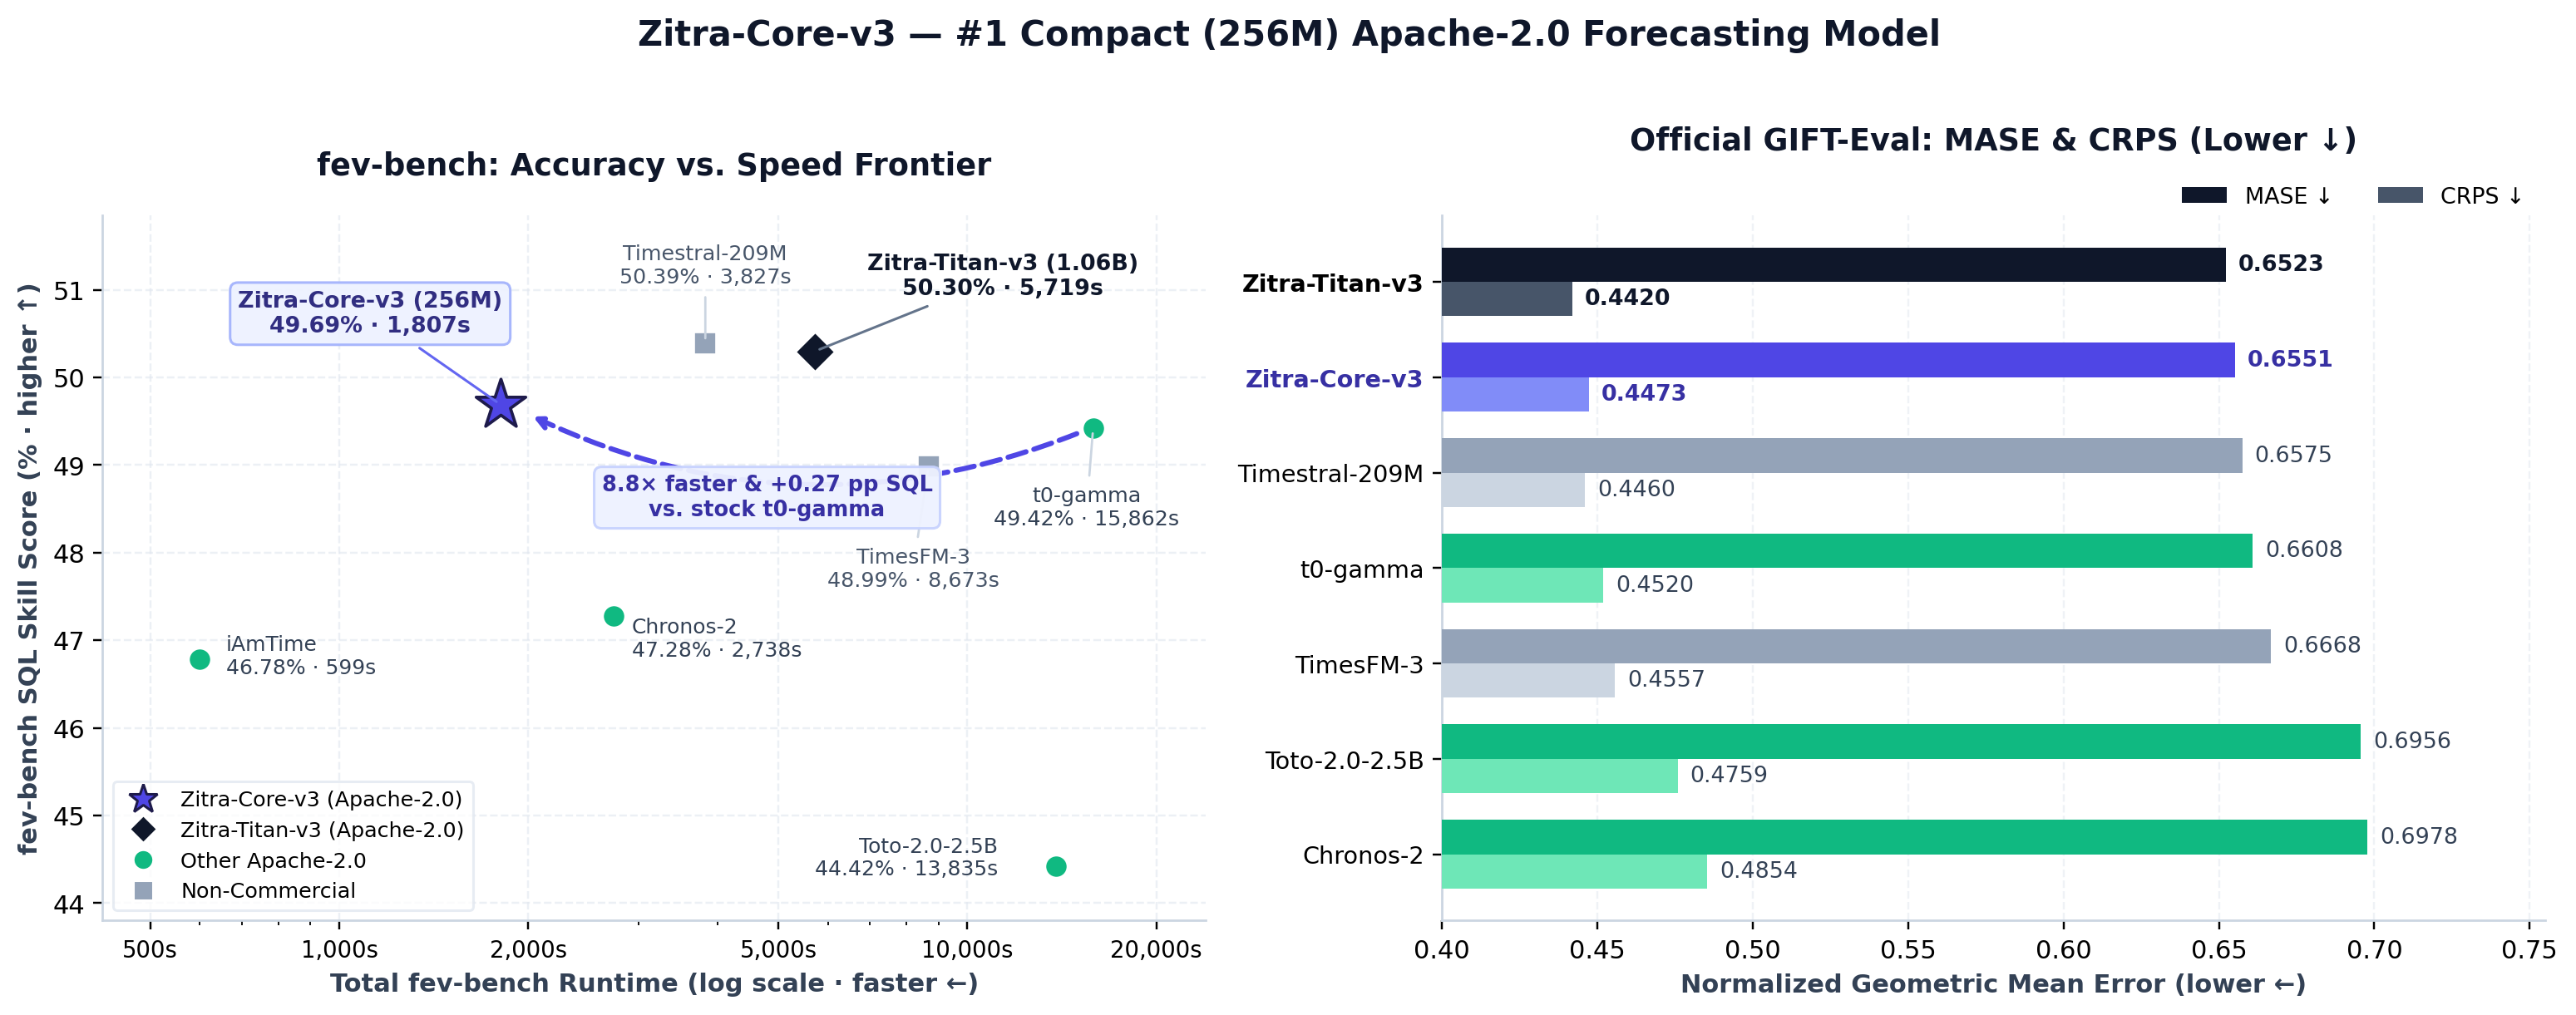 Zitra-Core-v3 — #1 Compact (256M) Apache-2.0 Forecasting Model
fev-bench: Accuracy vs. Speed Frontier
fev-bench SQL Skill Score (% · higher ↑)
51
50
49
48
47
46
45
44
Zitra-Core-v3 (256M)
49.69% · 1,807s
Timestral-209M
50.39% · 3,827s
Zitra-Titan-v3 (1.06B)
50.30% · 5,719s
8.8× faster & +0.27 pp SQL
vs. stock t0-gamma
t0-gamma
49.42% · 15,862s
TimesFM-3
48.99% · 8,673s
Chronos-2
47.28% · 2,738s
iAmTime
46.78% · 599s
Toto-2.0-2.5B
44.42% · 13,835s
Zitra-Core-v3 (Apache-2.0)
Zitra-Titan-v3 (Apache-2.0)
Other Apache-2.0
Non-Commercial
500s
1,000s
2,000s
5,000s
10,000s
20,000s
Total fev-bench Runtime (log scale · faster ←)
Official GIFT-Eval: MASE & CRPS (Lower ↓)
MASE ↓
CRPS ↓
Zitra-Titan-v3
0.6523
0.4420
Zitra-Core-v3
0.6551
0.4473
Timestral-209M
0.6575
0.4460
t0-gamma
0.6608
0.4520
TimesFM-3
0.6668
0.4557
Toto-2.0-2.5B
0.6956
0.4759
Chronos-2
0.6978
0.4854
0.40
0.45
0.50
0.55
0.60
0.65
0.70
0.75
Normalized Geometric Mean Error (lower ←)